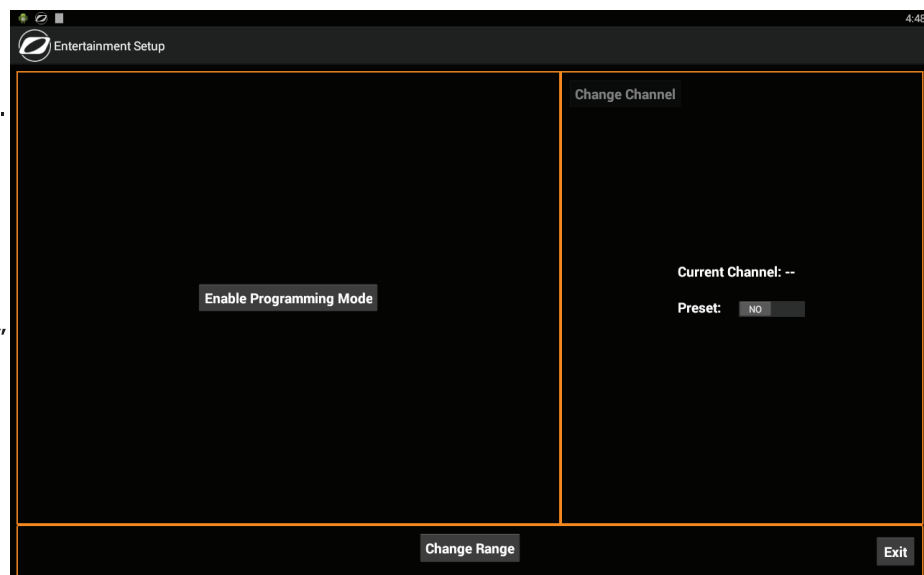 4:48
Entertainment Setup
Change Channel
.
Current Channel: --
Enable Programming Mode
Preset: NO
"
Change Range
Exit